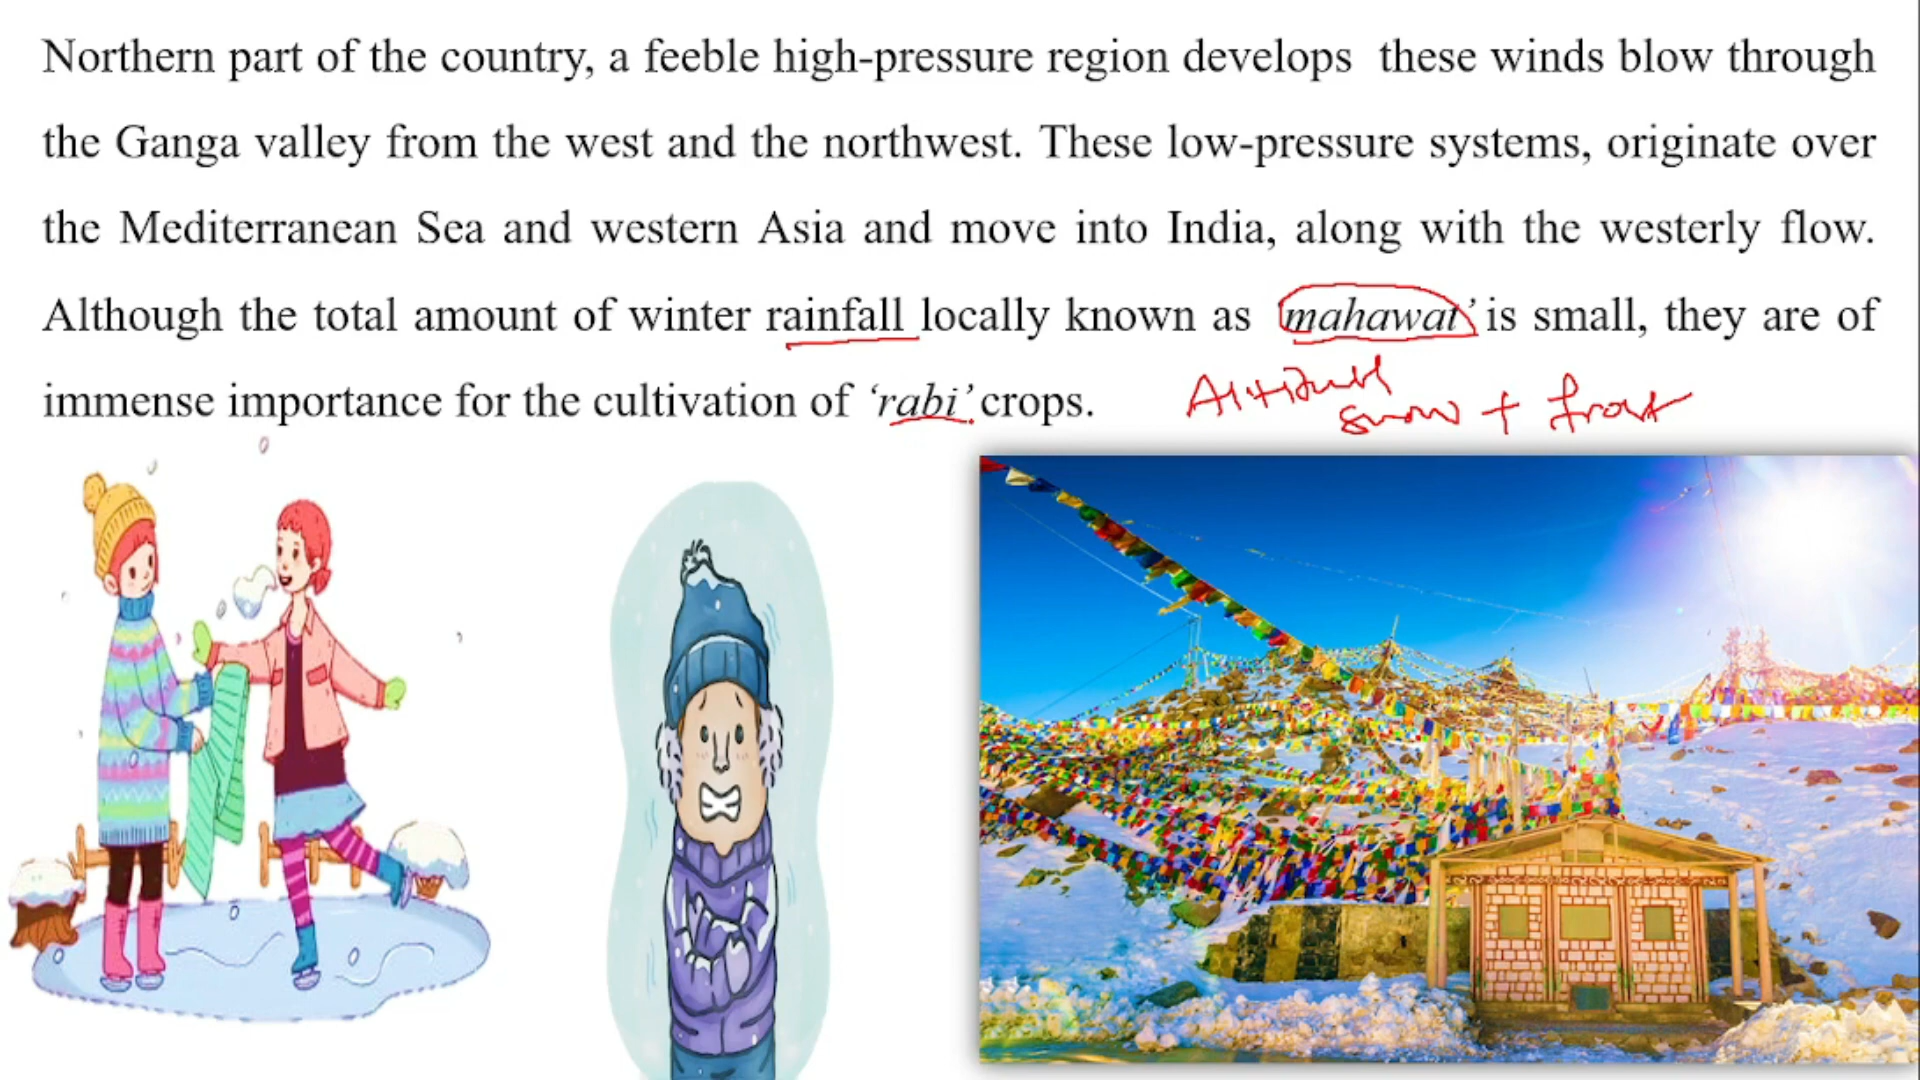 Northern part of the country, a feeble high-pressure region develops these winds blow through
the Ganga valley from the west and the northwest. These low-pressure systems, originate over
the Mediterranean Sea and western Asia and move into India, along with the westerly flow.
Although the total amount of winter rainfall locally known as mahawat’ is small, they are of
immense importance for the cultivation of ‘rabi’ crops.
snow + frost